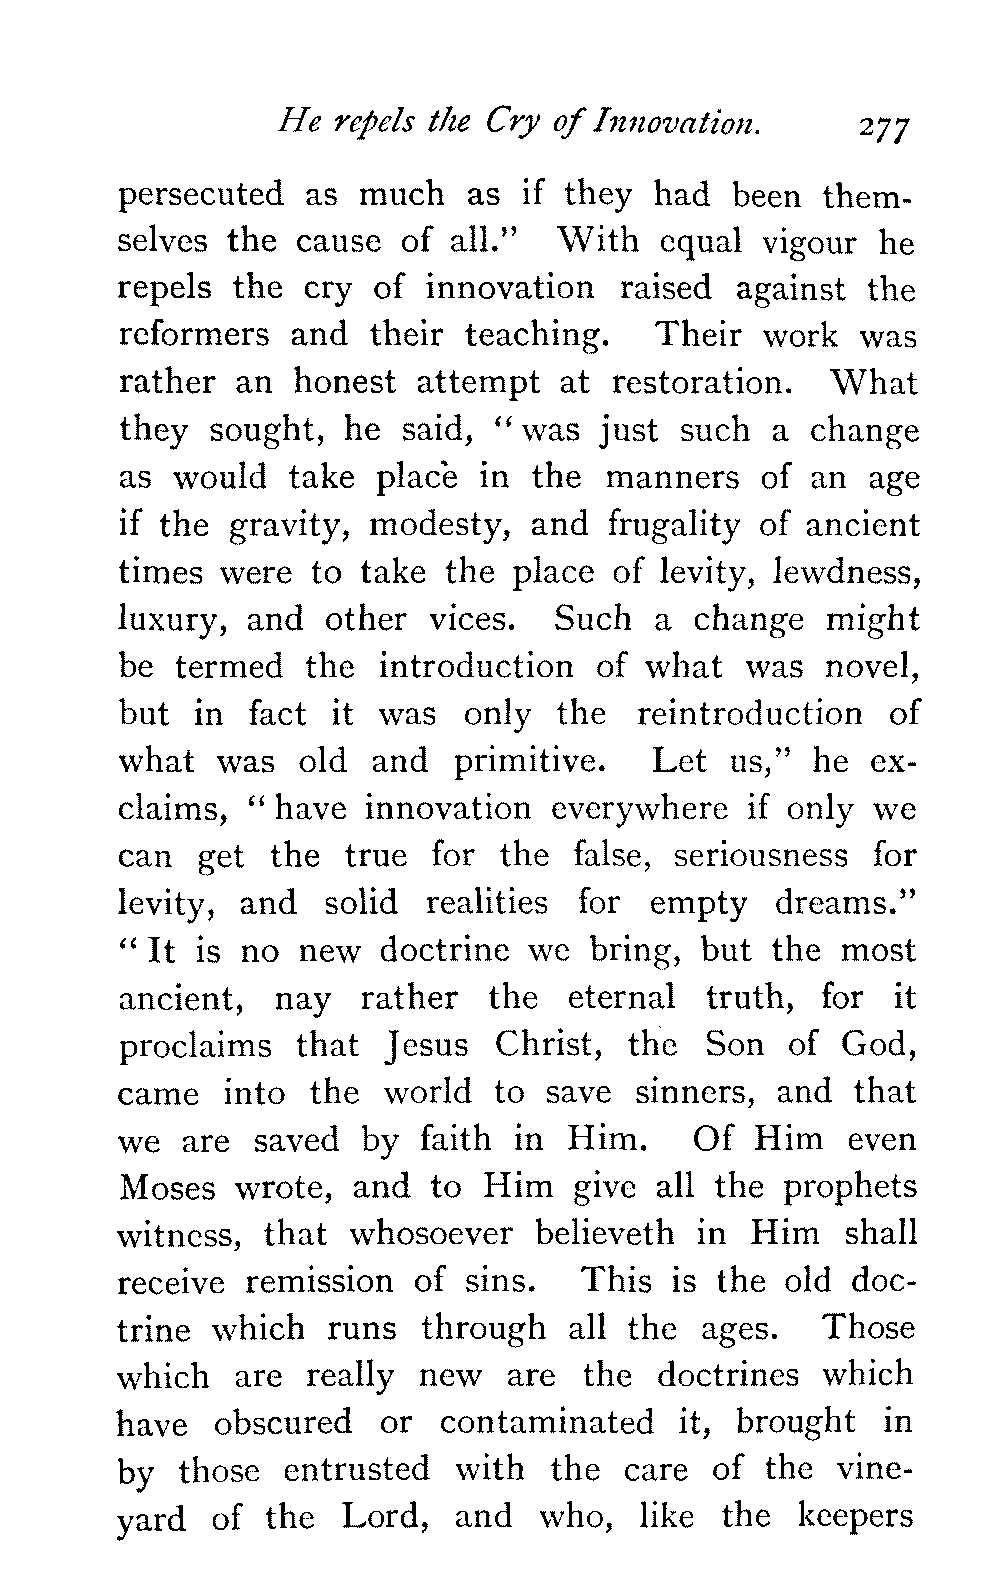 He repels the Cry of Innovation. 277
persecuted as much as if they had been them-
selves the cause of all.” With equal vigour he
repels the cry of innovation raised against the
reformers and their teaching. Their work was
rather an honest attempt at restoration. What
they sought, he said, “was just such a change
as would take place in the manners of an age
if the gravity, modesty, and frugality of ancient
times were to take the place of levity, lewdness,
luxury, and other vices. Such a change might
be termed the introduction of what was novel,
but in fact it was only the reintroduction of
what was old and primitive. Let us,” he ex-
claims, “have innovation everywhere if only we
can get the true for the false, seriousness for
levity, and solid realities for empty dreams.”
“It is no new doctrine we bring, but the most
ancient, nay rather the eternal truth, for it
proclaims that Jesus Christ, the Son of God,
came into the world to save sinners, and that
we are saved by faith in Him. Of Him even
Moses wrote, and to Him give all the prophets
witness, that whosoever believeth in Him shall
receive remission of sins. This is the old doc-
trine which runs through all the ages. Those
which are really new are the doctrines which
have obscured or contaminated it, brought in
by those entrusted with the care of the vine-
yard of the Lord, and who, like the keepers